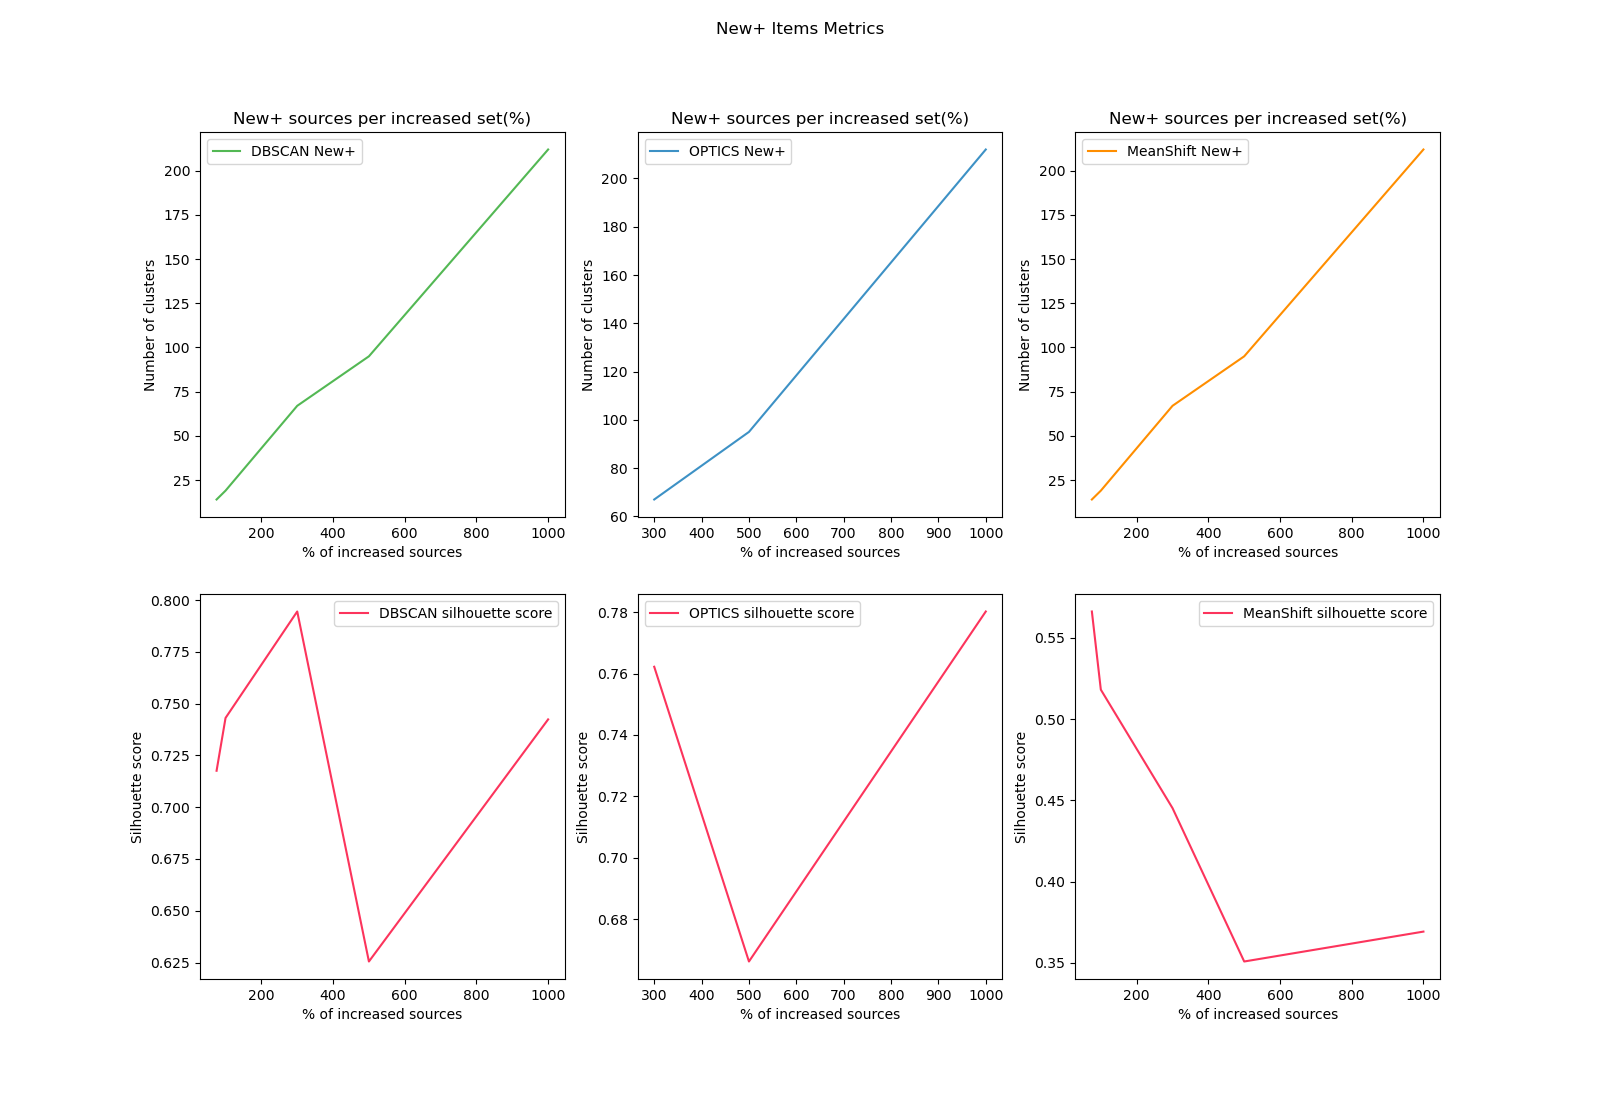 New+ Items Metrics
New+ sources per increased set(%)
DBSCAN New+
200
175
150
125
100
75
50
25
Number of clusters
200 400 600 800 1000
% of increased sources
New+ sources per increased set(%)
OPTICS New+
200
180
160
140
120
100
80
60
Number of clusters
300 400 500 600 700 800 900 1000
% of increased sources
New+ sources per increased set(%)
MeanShift New+
200
175
150
125
100
75
50
25
Number of clusters
200 400 600 800 1000
% of increased sources
DBSCAN silhouette score
0.800
0.775
0.750
0.725
0.700
0.675
0.650
0.625
Silhouette score
200 400 600 800 1000
% of increased sources
OPTICS silhouette score
0.78
0.76
0.74
0.72
0.70
0.68
Silhouette score
300 400 500 600 700 800 900 1000
% of increased sources
MeanShift silhouette score
0.55
0.50
0.45
0.40
0.35
Silhouette score
200 400 600 800 1000
% of increased sources